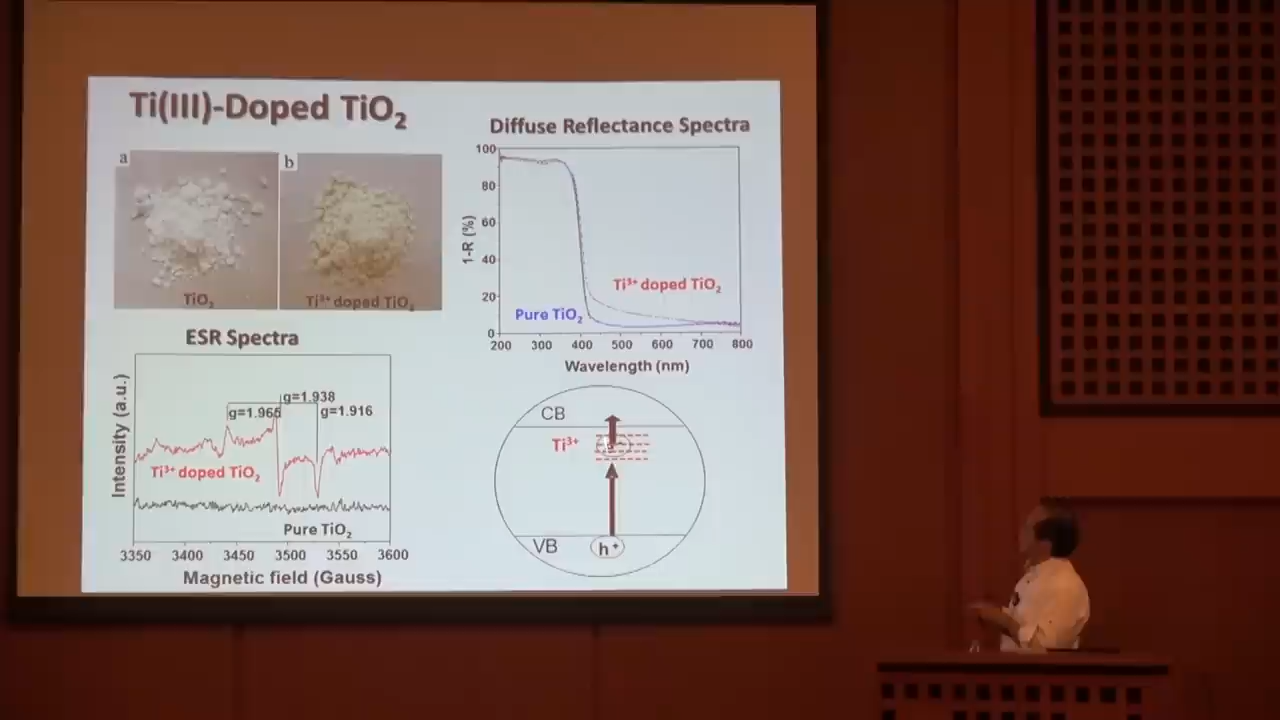 Ti(III)-Doped TiO₂
a
b
TiO₂
Ti³⁺ doped TiO₂
Diffuse Reflectance Spectra
1-R (%)
100
80
60
40
20
0
Ti³⁺ doped TiO₂
Pure TiO₂
200 300 400 500 600 700 800
Wavelength (nm)
ESR Spectra
Intensity (a.u.)
g=1.938
g=1.965
g=1.916
Ti³⁺ doped TiO₂
Pure TiO₂
3350 3400 3450 3500 3550 3600
Magnetic field (Gauss)
CB
Ti³⁺
VB
h⁺